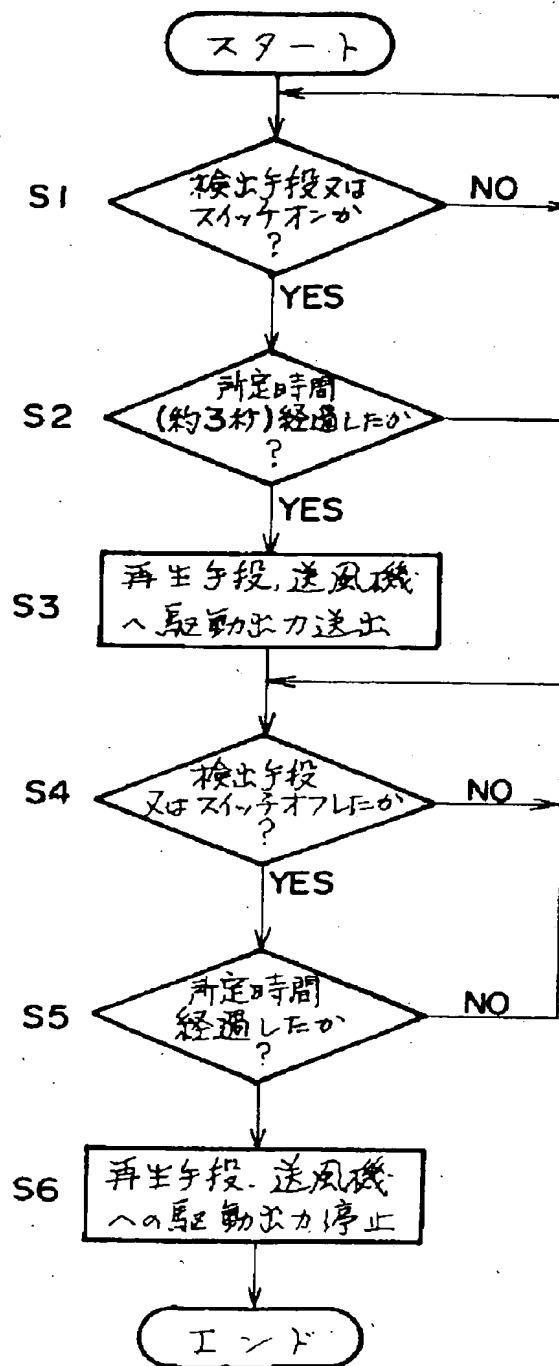 スタート
S1
検出手段又は
スイッチオンか
?
NO
YES
S2
所定時間
(約3秒)経過したか
?
YES
S3
再生手段,送風機
へ駆動出力送出
S4
検出手段
又はスイッチオフしたか
?
NO
YES
S5
所定時間
経過したか
?
NO
S6
再生手段.送風機
への駆動出力停止
エンド